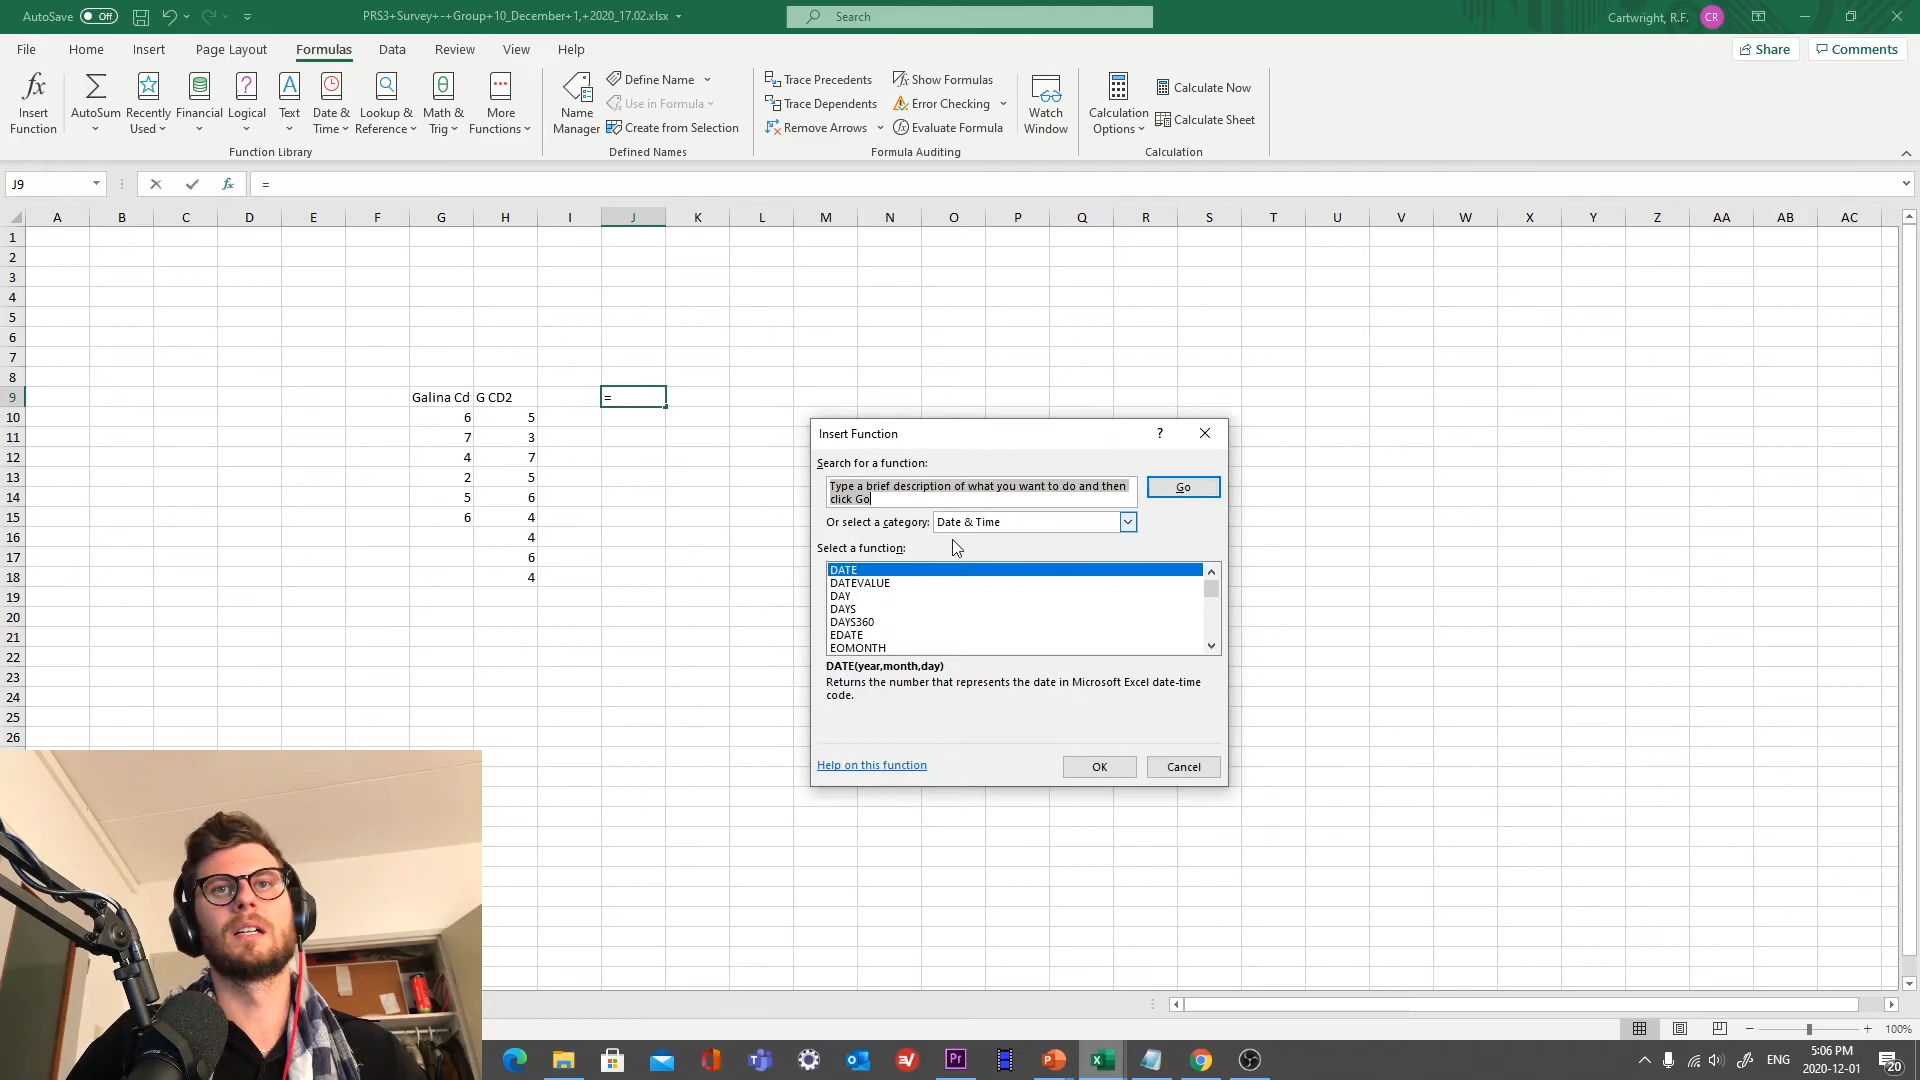 AutoSave Off PRS3+Survey+-+Group+10_December+1,+2020_17.02.xlsx Search Cartwright, R.F. CR
File Home Insert Page Layout Formulas Data Review View Help Share Comments
Insert Function
AutoSum
Recently Used
Financial
Logical
Text
Date & Time
Lookup & Reference
Math & Trig
More Functions
Function Library
Name Manager
Define Name
Use in Formula
Create from Selection
Defined Names
Trace Precedents
Trace Dependents
Remove Arrows
Show Formulas
Error Checking
Evaluate Formula
Formula Auditing
Watch Window
Calculation Options
Calculate Now
Calculate Sheet
Calculation
J9 fx =
A B C D E F G H I J K L M N O P Q R S T U V W X Y Z AA AB AC
1
2
3
4
5
6
7
8
9 Galina Cd G CD2 =
10 6 5
11 7 3
12 4 7
13 2 5
14 5 6
15 6 4
16 4
17 6
18 4
19
20
21
22
23
24
25
26
Insert Function ?
Search for a function:
Type a brief description of what you want to do and then
click Go
Go
Or select a category: Date & Time
Select a function:
DATE
DATEVALUE
DAY
DAYS
DAYS360
EDATE
EOMONTH
DATE(year,month,day)
Returns the number that represents the date in Microsoft Excel date-time
code.
Help on this function OK Cancel
100%
Pr
ENG
5:06 PM
2020-12-01
20